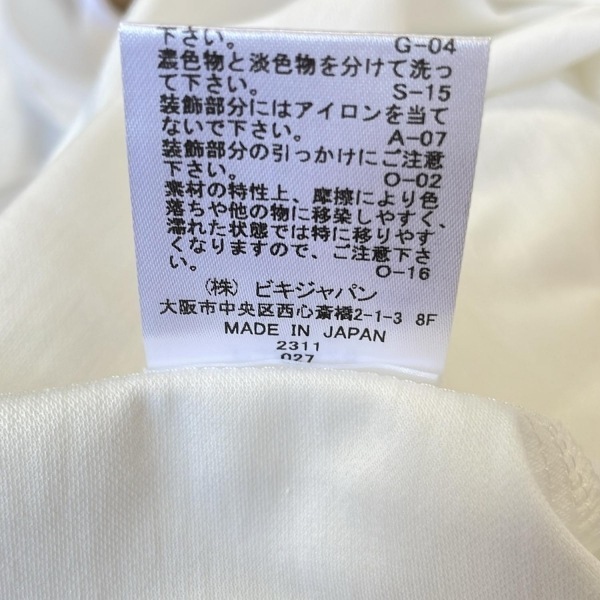 下さい。 G-04
濃色物と淡色物を分けて洗っ
て下さい。 S-15
装飾部分にはアイロンを当て
ないで下さい。 A-07
装飾部分の引っかけにご注意
下さい。 O-02
素材の特性上、摩擦により色
落ちや他の物に移染しやすく、
濡れた状態では特に移りやす
くなりますので、ご注意下さ
い。 O-16
(株) ビキジャパン
大阪市中央区西心斎橋2-1-3 8F
MADE IN JAPAN
2311
027